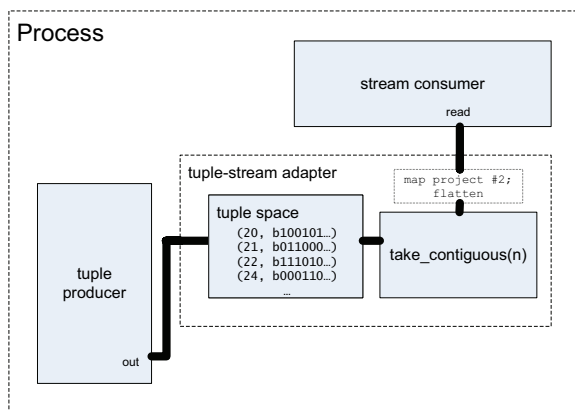 Process
stream consumer
read
tuple-stream adapter
map project #2;
flatten
tuple space
(20, b100101…)
(21, b011000…)
(22, b111010…)
(24, b000110…)
…
take_contiguous(n)
tuple
producer
out